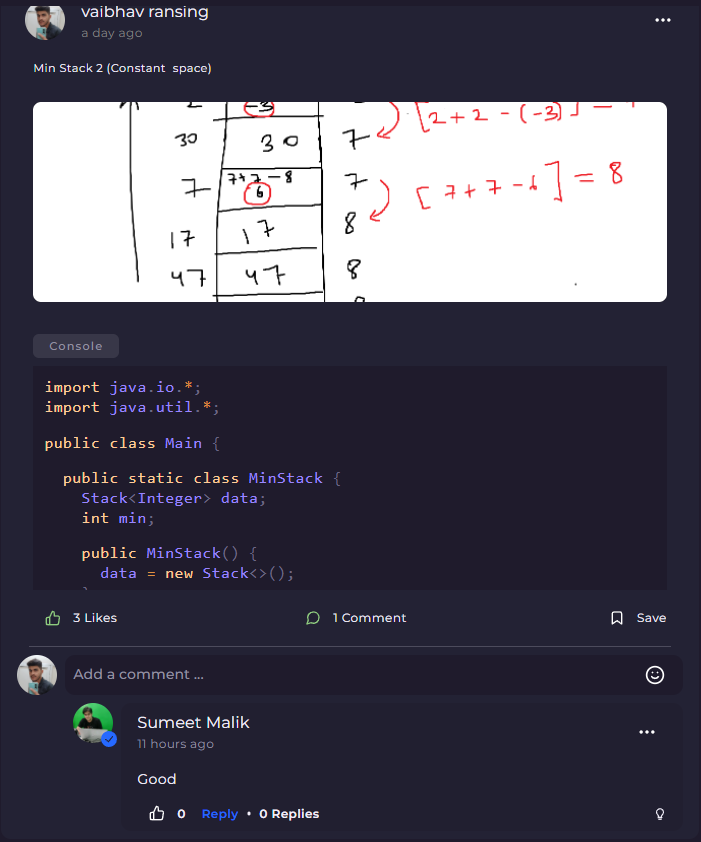 vaibhav ransing
a day ago
Min Stack 2 (Constant space)
-3
[2+2-(-3)] =
30 30 7
7+7-8
7 6 7
[7+7-6] = 8
17 17 8
47 47 8
Console
import java.io.*;
import java.util.*;
public class Main {
public static class MinStack {
Stack<Integer> data;
int min;
public MinStack() {
data = new Stack<>();
3 Likes
1 Comment
Save
Add a comment ...
Sumeet Malik
11 hours ago
Good
0 Reply • 0 Replies